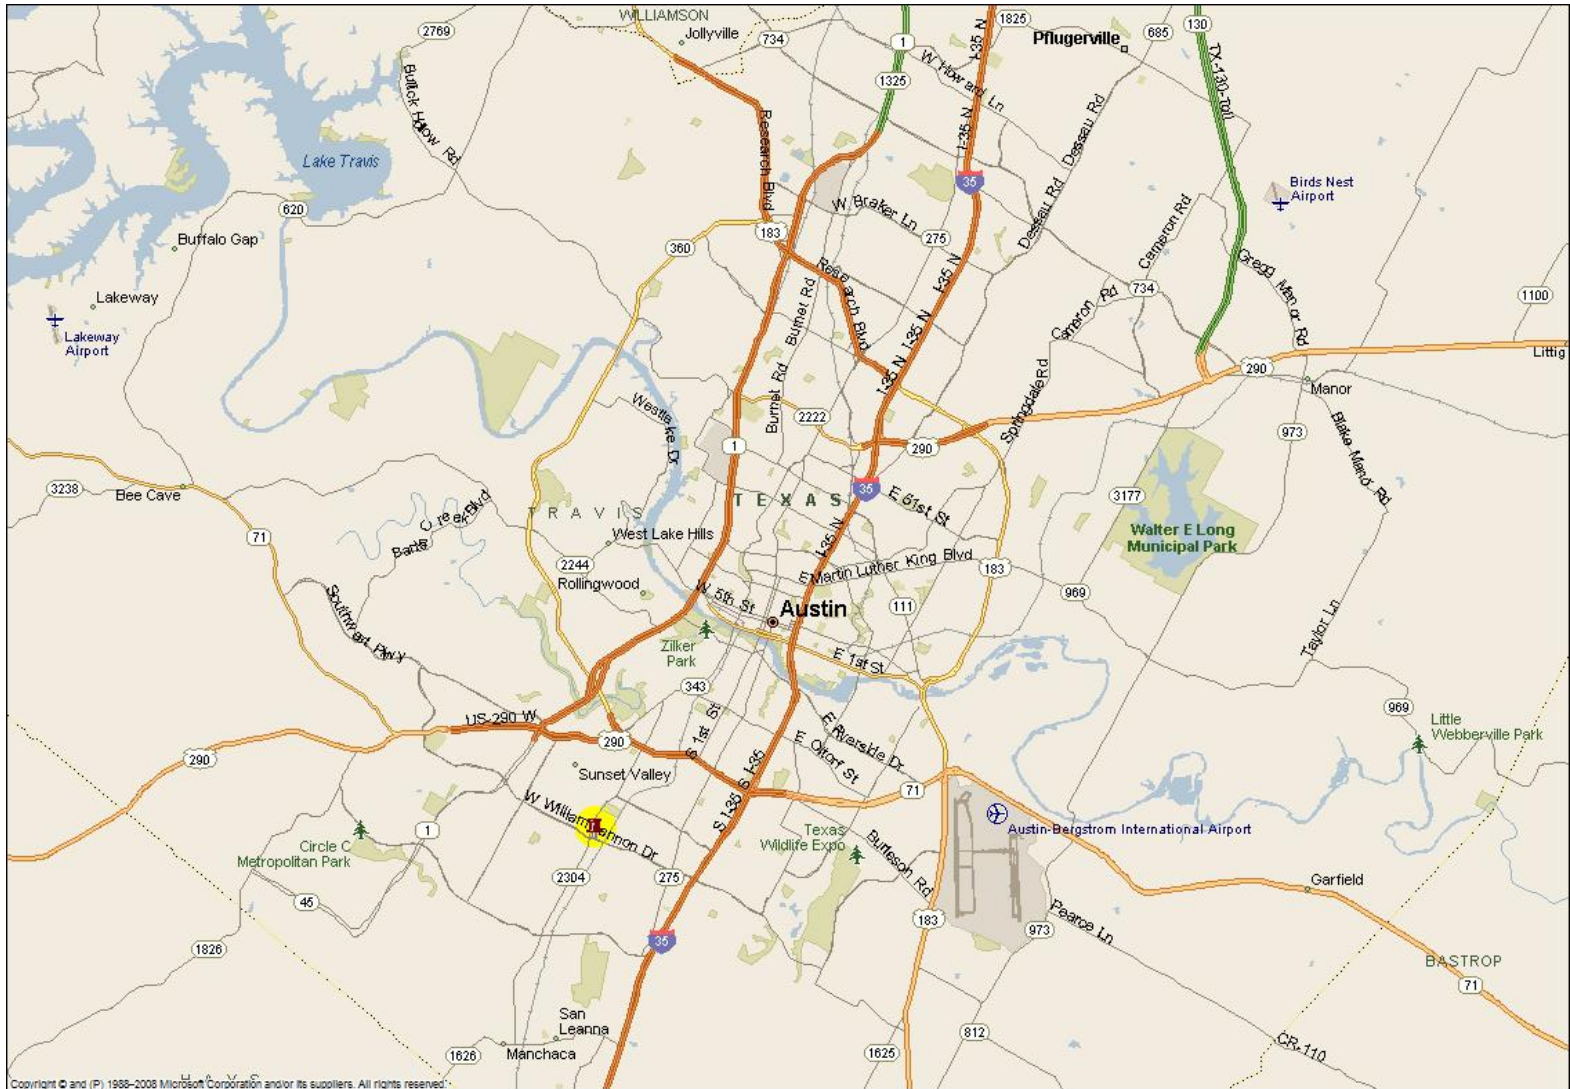 WILLIAMSON
Jollyville
2769
734
1
1325
I-35 N
1825
Pflugerville
685
130
TX-130-Toll
W Howard Ln
Bullick Hollow Rd
Research Blvd
I-35 N
Dessau Rd
Lake Travis
35
Birds Nest
Airport
620
W Braker Ln
Dessau Rd
Cameron Rd
Buffalo Gap
360
183
275
Gregg Manor Rd
Lakeway
Research Blvd
I-35 N
734
1100
Lakeway
Airport
Burnet Rd
I-35 N
Cameron Rd
Littig
I-35 N
290
Manor
Westlake Dr
Burnet Rd
2222
Springdale Rd
973
Blake Manor Rd
1
290
3238
Bee Cave
35
E 51st St
3177
TEXAS
TRAVIS
Barton Creek Blvd
71
West Lake Hills
I-35 N
Walter E Long
Municipal Park
2244
Rollingwood
E Martin Luther King Blvd
183
969
Southwest Pkwy
W 5th St
Austin
111
Taylor Ln
Zilker
Park
E 1st St
343
969
US-290 W
S 1st St
E Riverside Dr
Little
Webberville Park
290
290
E Oltorf St
Sunset Valley
S I-35
71
W William Cannon Dr
S I-35
Texas
Wildlife Expo
Austin-Bergstrom International Airport
Circle C
Metropolitan Park
1
Burleson Rd
2304
275
Garfield
45
183
Pearce Ln
973
1826
35
BASTROP
71
San
Leanna
1626
Manchaca
1625
812
CR-110
HAYS
Copyright © and (P) 1988–2008 Microsoft Corporation and/or its suppliers. All rights reserved.